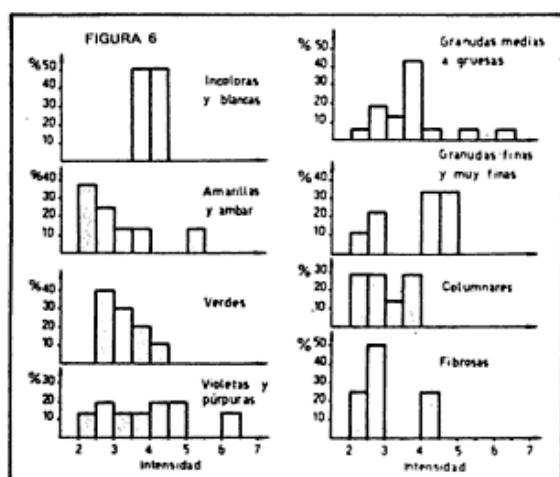 FIGURA 6
%50
40
30
20
10
Incoloras
y blancas
%40
30
20
10
Amarillas
y ambar
%40
30
20
10
Verdes
%30
20
10
Violetas y
púrpuras
2 3 4 5 6 7
Intensidad
% 50
40
30
20
10
Granudas medias
a gruesas
%40
30
20
10
Granudas finas
y muy finas
%30
20
10
Columnares
%50
40
30
20
10
Fibrosas
2 3 4 5 6 7
Intensidad